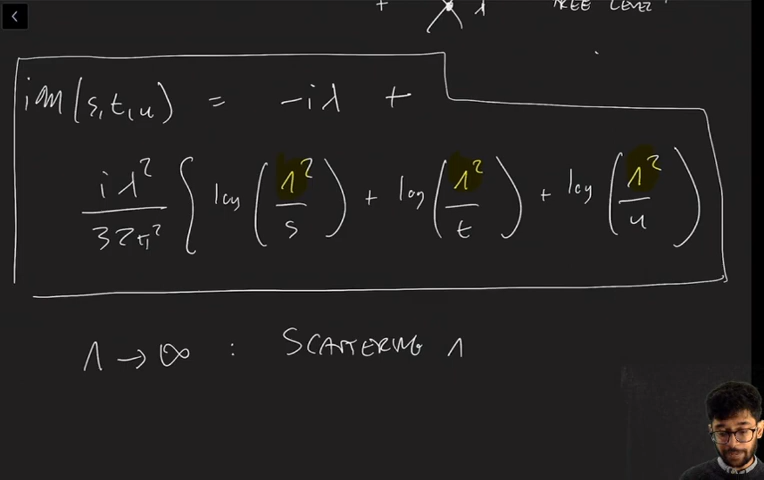 + λ TREE LEVEL
iM(s,t,u) = -iλ +
iλ²/32π² { log(Λ²/s) + log(Λ²/t) + log(Λ²/u) }
Λ → ∞ : SCATTERING Λ